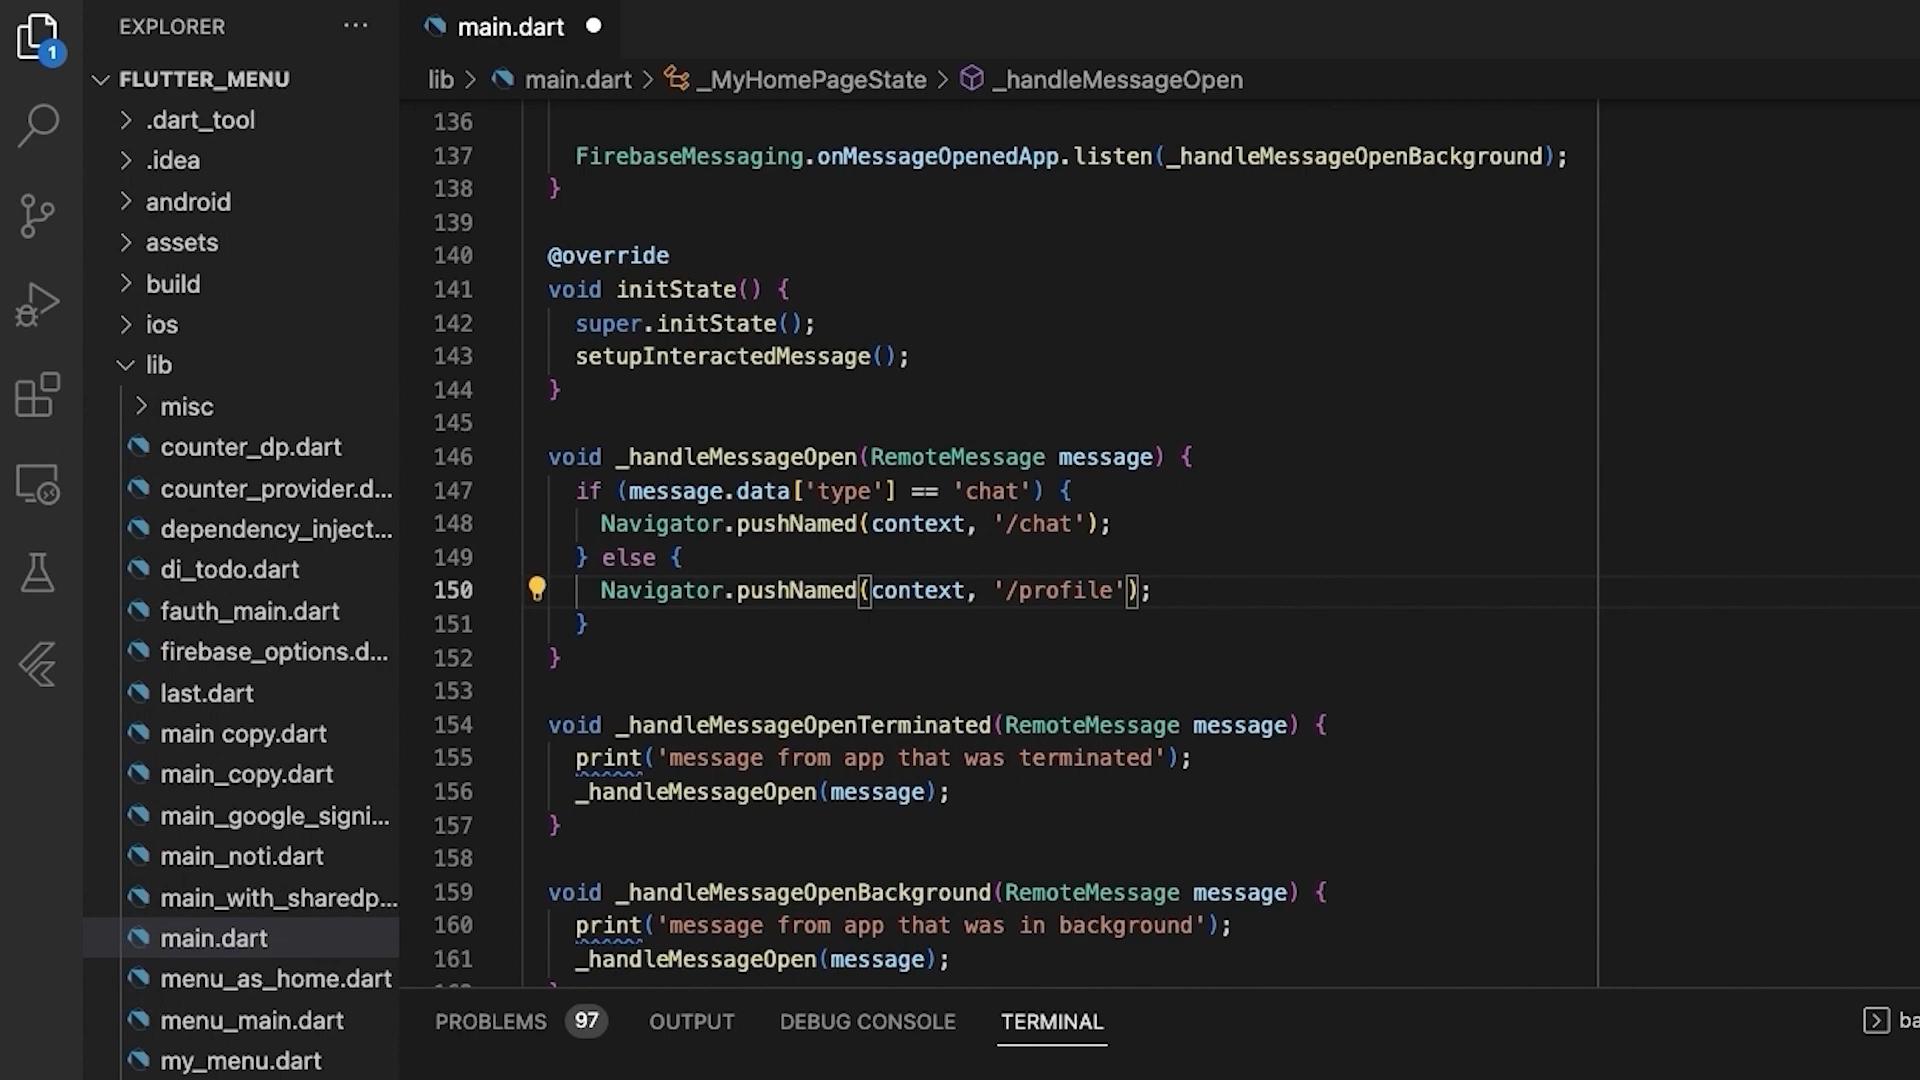 EXPLORER
FLUTTER_MENU
.dart_tool
.idea
android
assets
build
ios
lib
misc
counter_dp.dart
counter_provider.d...
dependency_inject...
di_todo.dart
fauth_main.dart
firebase_options.d...
last.dart
main copy.dart
main_copy.dart
main_google_signi...
main_noti.dart
main_with_sharedp...
main.dart
menu_as_home.dart
menu_main.dart
my_menu.dart
1
main.dart
lib > main.dart > _MyHomePageState > _handleMessageOpen
136
137 FirebaseMessaging.onMessageOpenedApp.listen(_handleMessageOpenBackground);
138 }
139
140 @override
141 void initState() {
142 super.initState();
143 setupInteractedMessage();
144 }
145
146 void _handleMessageOpen(RemoteMessage message) {
147 if (message.data['type'] == 'chat') {
148 Navigator.pushNamed(context, '/chat');
149 } else {
150 Navigator.pushNamed(context, '/profile');
151 }
152 }
153
154 void _handleMessageOpenTerminated(RemoteMessage message) {
155 print('message from app that was terminated');
156 _handleMessageOpen(message);
157 }
158
159 void _handleMessageOpenBackground(RemoteMessage message) {
160 print('message from app that was in background');
161 _handleMessageOpen(message);
PROBLEMS 97 OUTPUT DEBUG CONSOLE TERMINAL